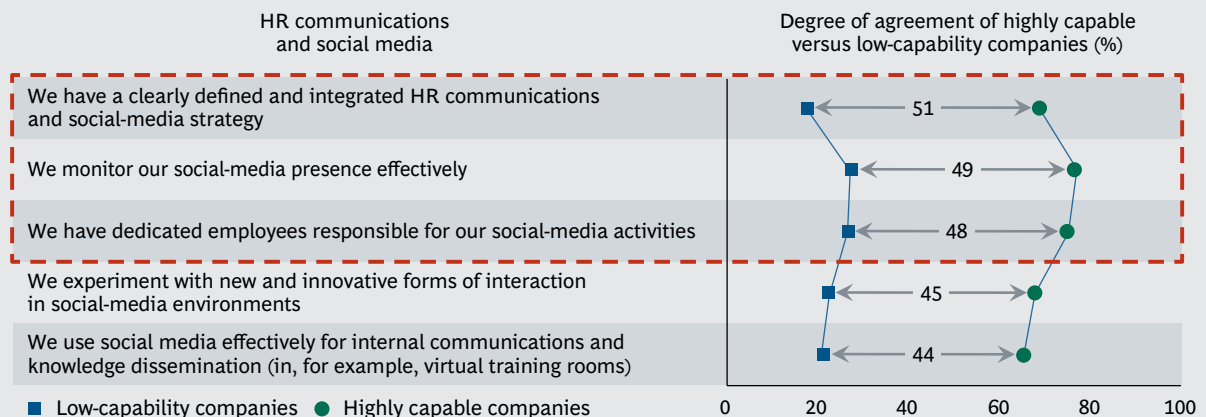 HR communications
and social media
Degree of agreement of highly capable
versus low-capability companies (%)
We have a clearly defined and integrated HR communications
and social-media strategy
51
We monitor our social-media presence effectively
49
We have dedicated employees responsible for our social-media activities
48
We experiment with new and innovative forms of interaction
in social-media environments
45
We use social media effectively for internal communications and
knowledge dissemination (in, for example, virtual training rooms)
44
Low-capability companies Highly capable companies
0 20 40 60 80 100